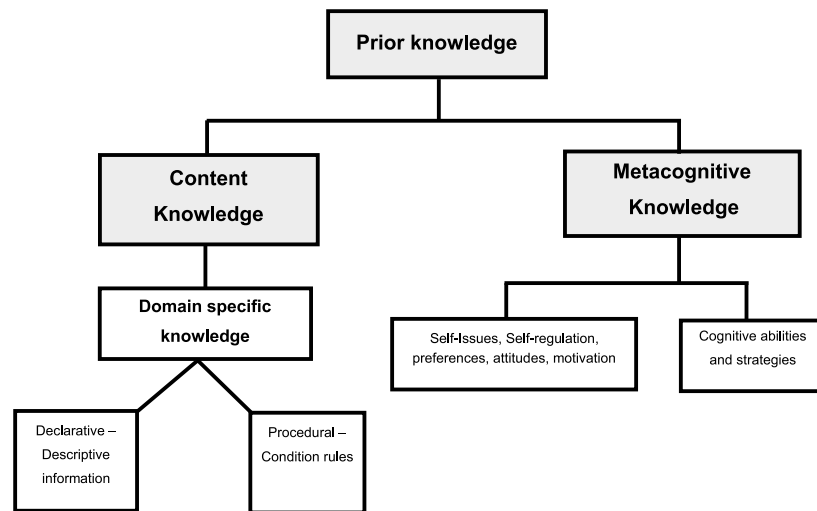 Prior knowledge
Content
Knowledge
Metacognitive
Knowledge
Domain specific
knowledge
Self-Issues, Self-regulation,
preferences, attitudes, motivation
Cognitive abilities
and strategies
Declarative –
Descriptive
information
Procedural –
Condition rules